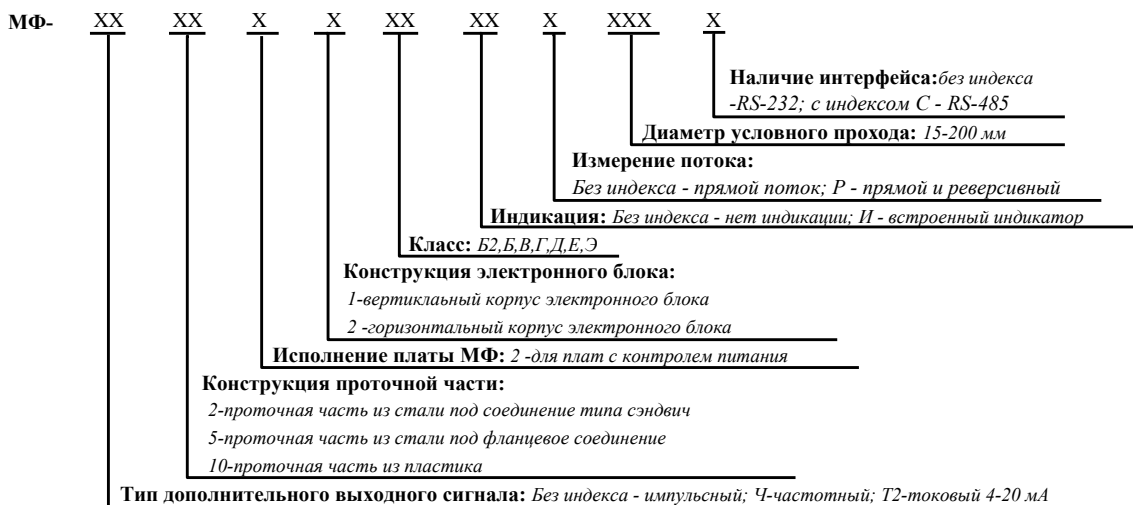 МФ- XX XX X X XX XX X XXX X
Наличие интерфейса:без индекса
-RS-232; с индексом С - RS-485
Диаметр условного прохода: 15-200 мм
Измерение потока:
Без индекса - прямой поток; Р - прямой и реверсивный
Индикация: Без индекса - нет индикации; И - встроенный индикатор
Класс: Б2,Б,В,Г,Д,Е,Э
Конструкция электронного блока:
1-вертиклаьный корпус электронного блока
2 -горизонтальный корпус электронного блока
Исполнение платы МФ: 2 -для плат с контролем питания
Конструкция проточной части:
2-проточная часть из стали под соединение типа сэндвич
5-проточная часть из стали под фланцевое соединение
10-проточная часть из пластика
Тип дополнительного выходного сигнала: Без индекса - импульсный; Ч-частотный; Т2-токовый 4-20 мА